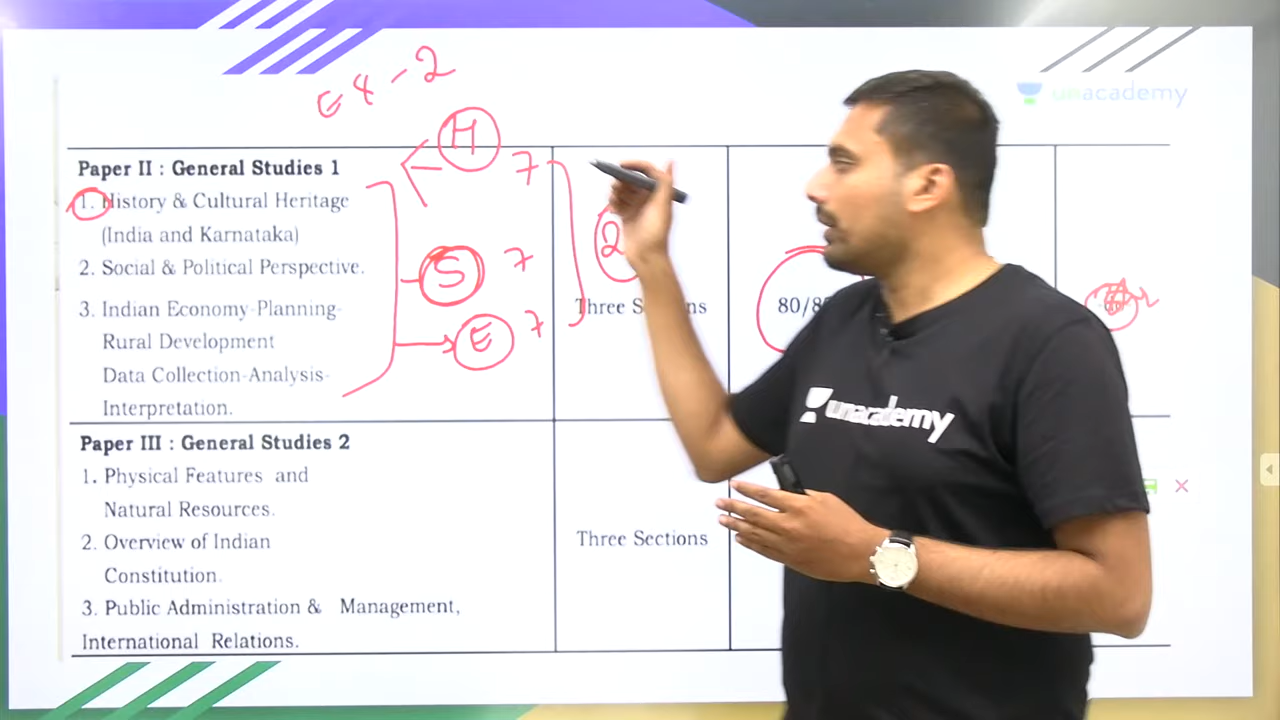 unacademy
Paper II : General Studies 1
1. History & Cultural Heritage
(India and Karnataka)
2. Social & Political Perspective.
3. Indian Economy-Planning-
Rural Development
Data Collection-Analysis-
Interpretation.
H
7
S
7
E
7
2
Three
80/8
unacademy
Paper III : General Studies 2
1. Physical Features and
Natural Resources.
2. Overview of Indian
Constitution.
3. Public Administration & Management,
International Relations.
Three Sections